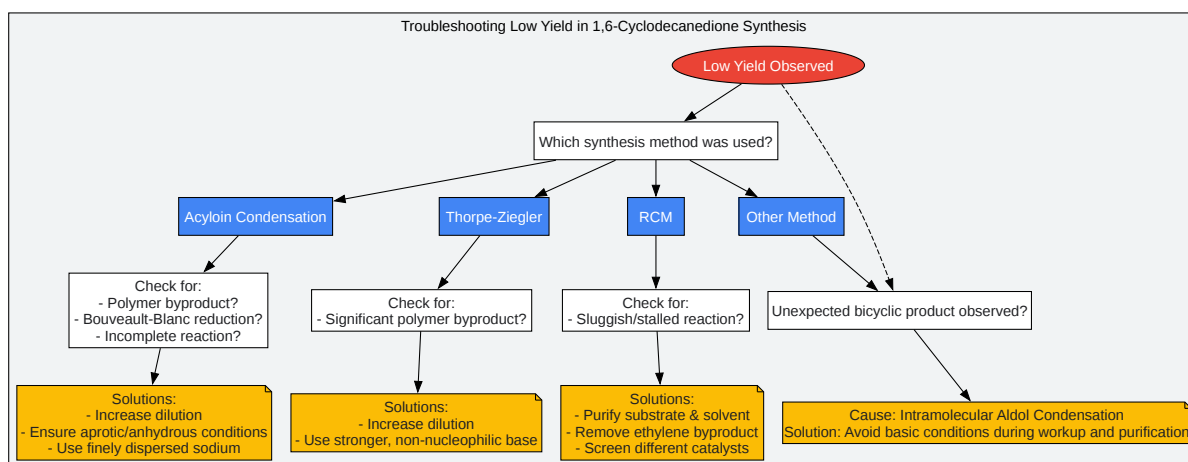 Troubleshooting Low Yield in 1,6-Cyclodecanedione Synthesis
Low Yield Observed
Which synthesis method was used?
Acyloin Condensation
Thorpe-Ziegler
RCM
Other Method
Check for:
- Polymer byproduct?
- Bouveault-Blanc reduction?
- Incomplete reaction?
Check for:
- Significant polymer byproduct?
Check for:
- Sluggish/stalled reaction?
Unexpected bicyclic product observed?
Solutions:
- Increase dilution
- Ensure aprotic/anhydrous conditions
- Use finely dispersed sodium
Solutions:
- Increase dilution
- Use stronger, non-nucleophilic base
Solutions:
- Purify substrate & solvent
- Remove ethylene byproduct
- Screen different catalysts
Cause: Intramolecular Aldol Condensation
Solution: Avoid basic conditions during workup and purification